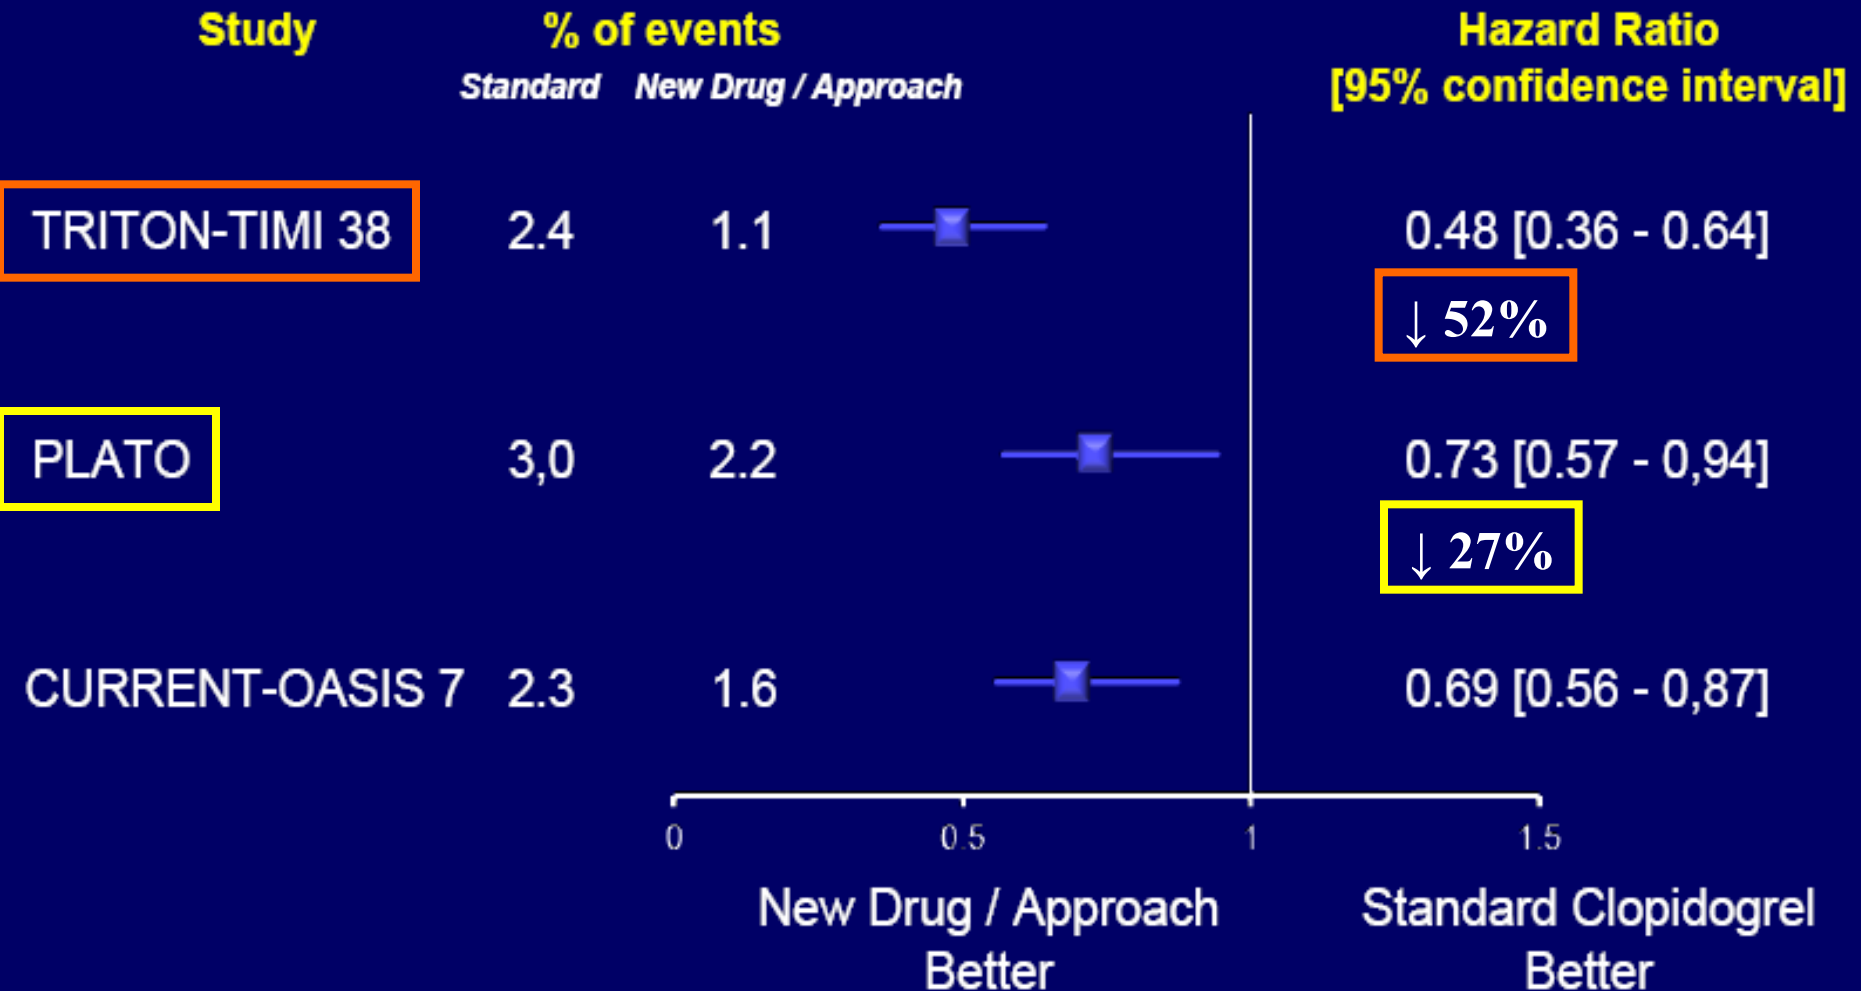 Study % of events Hazard Ratio
Standard New Drug / Approach [95% confidence interval]
TRITON-TIMI 38 2.4 1.1 0.48 [0.36 - 0.64]
↓ 52%
PLATO 3,0 2.2 0.73 [0.57 - 0,94]
↓ 27%
CURRENT-OASIS 7 2.3 1.6 0.69 [0.56 - 0,87]
0 0.5 1 1.5
New Drug / Approach Standard Clopidogrel
Better Better